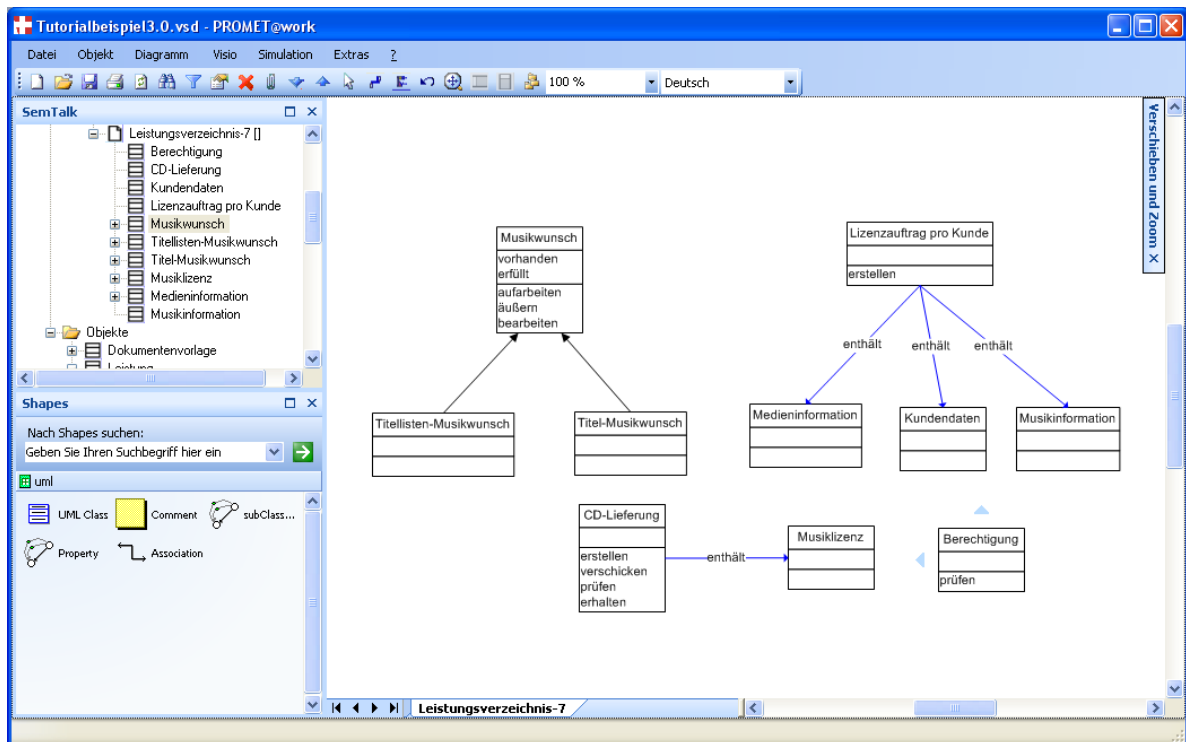 Tutorialbeispiel3.0.vsd - PROMET@work
Datei Objekt Diagramm Visio Simulation Extras ?
100 % Deutsch
SemTalk
Leistungsverzeichnis-7 []
Berechtigung
CD-Lieferung
Kundendaten
Lizenzauftrag pro Kunde
Musikwunsch
Titellisten-Musikwunsch
Titel-Musikwunsch
Musiklizenz
Medieninformation
Musikinformation
Objekte
Dokumentenvorlage
Leistung
Shapes
Nach Shapes suchen:
Geben Sie Ihren Suchbegriff hier ein
uml
UML Class Comment subClass...
Property Association
Verschieben und Zoom X
Musikwunsch
vorhanden
erfüllt
aufarbeiten
äußern
bearbeiten
Lizenzauftrag pro Kunde
erstellen
enthält enthält enthält
Titellisten-Musikwunsch
Titel-Musikwunsch
Medieninformation
Kundendaten
Musikinformation
CD-Lieferung
erstellen
verschicken
prüfen
erhalten
enthält
Musiklizenz
Berechtigung
prüfen
Leistungsverzeichnis-7